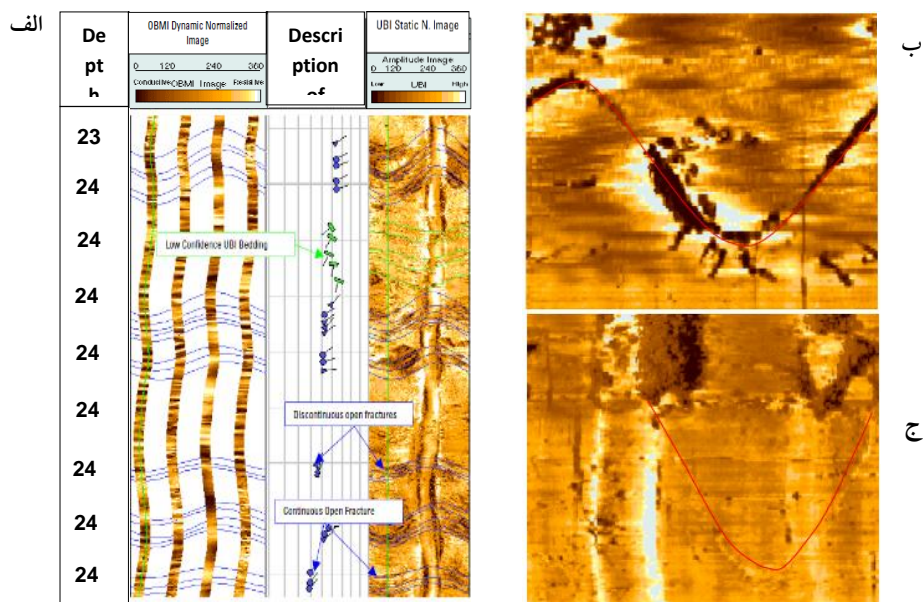 الف
De
pt
h
OBMI Dynamic Normalized
Image
0 120 240 360
Conductive OBMI Image Resistive
Descri
ption
of
UBI Static N. Image
Amplitude Image
0 120 240 360
Low UBI High
23
24
24
24
24
24
24
24
24
Low Confidence UBI Bedding
Discontinuous open fractures
Continuous Open Fracture
ب
ج